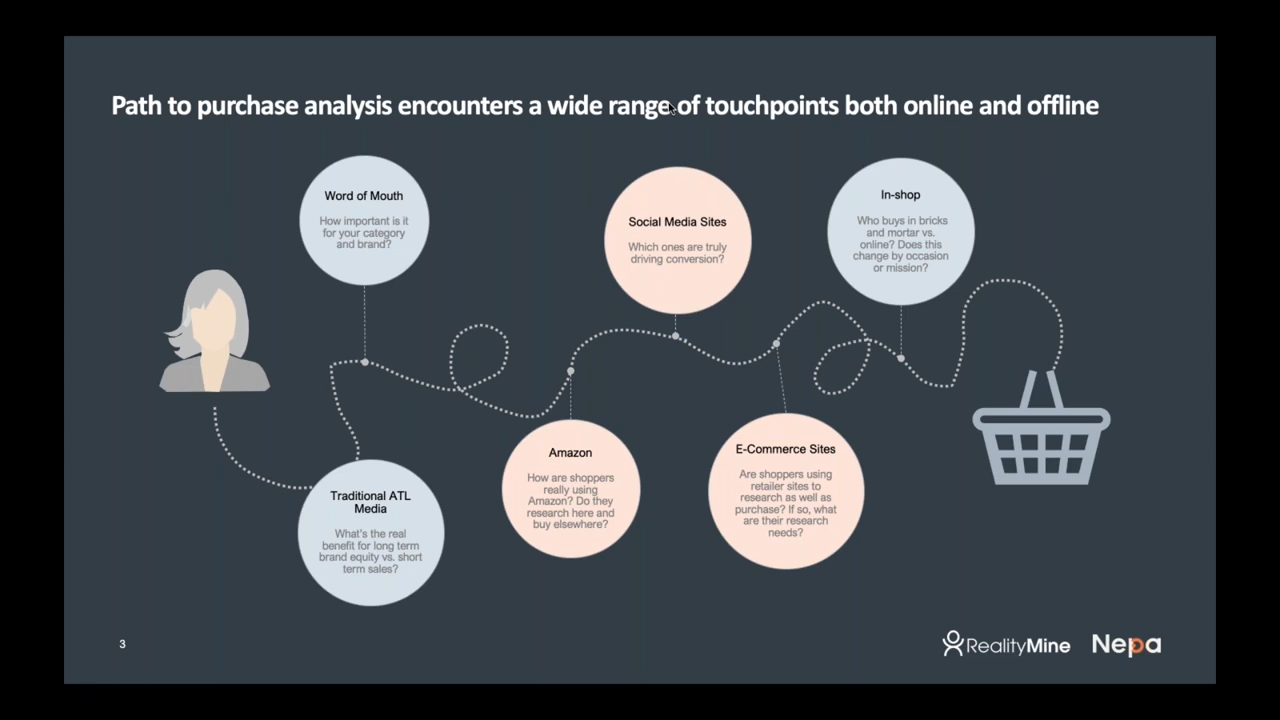 Path to purchase analysis encounters a wide range of touchpoints both online and offline
Word of Mouth
How important is it
for your category
and brand?
Social Media Sites
Which ones are truly
driving conversion?
In-shop
Who buys in bricks
and mortar vs.
online? Does this
change by occasion
or mission?
Traditional ATL
Media
What's the real
benefit for long term
brand equity vs. short
term sales?
Amazon
How are shoppers
really using
Amazon? Do they
research here and
buy elsewhere?
E-Commerce Sites
Are shoppers using
retailer sites to
research as well as
purchase? If so, what
are their research
needs?
3
RealityMine
Nepa